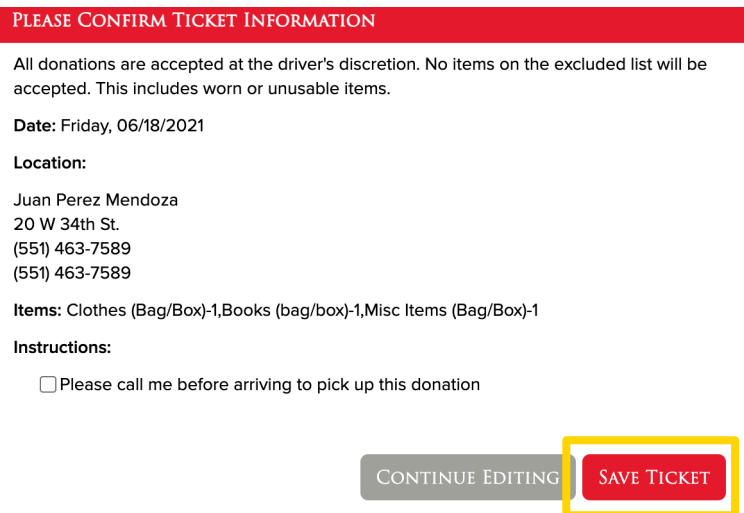 PLEASE CONFIRM TICKET INFORMATION
All donations are accepted at the driver's discretion. No items on the excluded list will be
accepted. This includes worn or unusable items.
Date: Friday, 06/18/2021
Location:
Juan Perez Mendoza
20 W 34th St.
(551) 463-7589
(551) 463-7589
Items: Clothes (Bag/Box)-1,Books (bag/box)-1,Misc Items (Bag/Box)-1
Instructions:
Please call me before arriving to pick up this donation
CONTINUE EDITING SAVE TICKET